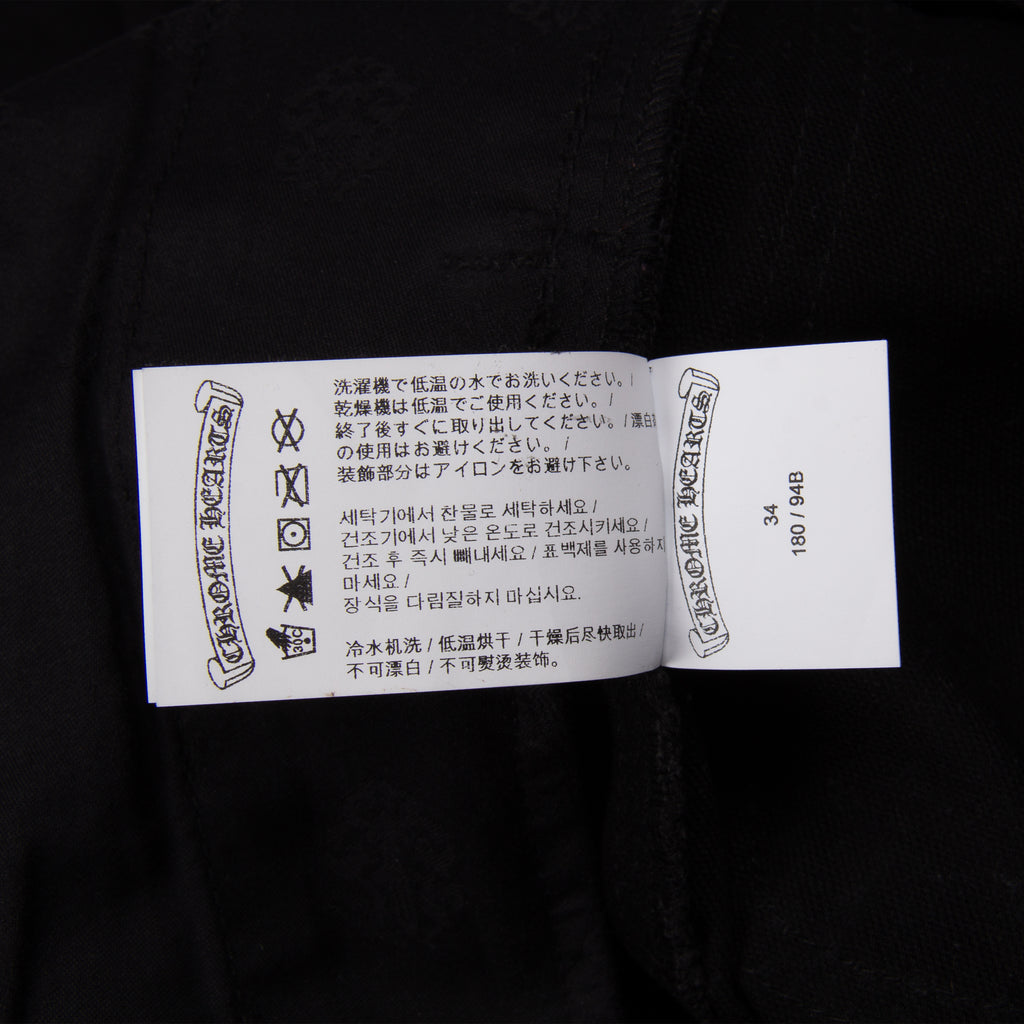 CHROME HEARTS
30C
洗濯機で低温の水でお洗いください。/
乾燥機は低温でご使用ください。/
終了後すぐに取り出してください。/漂白
の使用はお避けください。/
装飾部分はアイロンをお避け下さい。
세탁기에서 찬물로 세탁하세요/
건조기에서 낮은 온도로 건조시키세요/
건조 후 즉시 빼내세요/표백제를 사용하지
마세요/
장식을 다림질하지 마십시요.
冷水机洗/低温烘干/干燥后尽快取出/
不可漂白/不可熨烫装饰。
CHROME HEARTS
34
180 / 94B